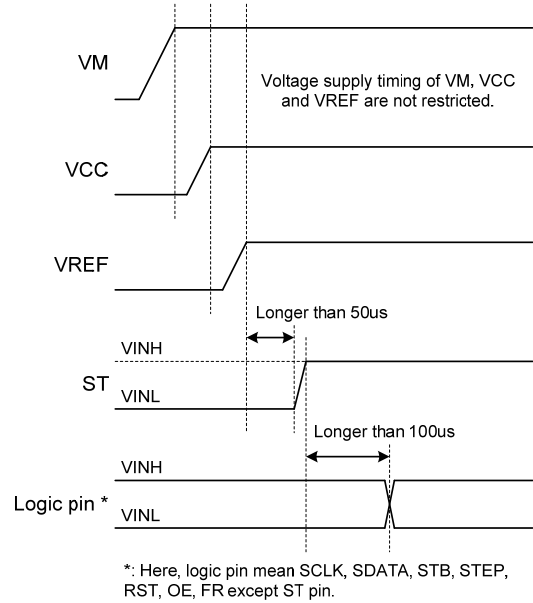 VM
Voltage supply timing of VM, VCC
and VREF are not restricted.
VCC
VREF
Longer than 50us
VINH
ST
VINL
Longer than 100us
VINH
Logic pin *
VINL
*: Here, logic pin mean SCLK, SDATA, STB, STEP,
RST, OE, FR except ST pin.